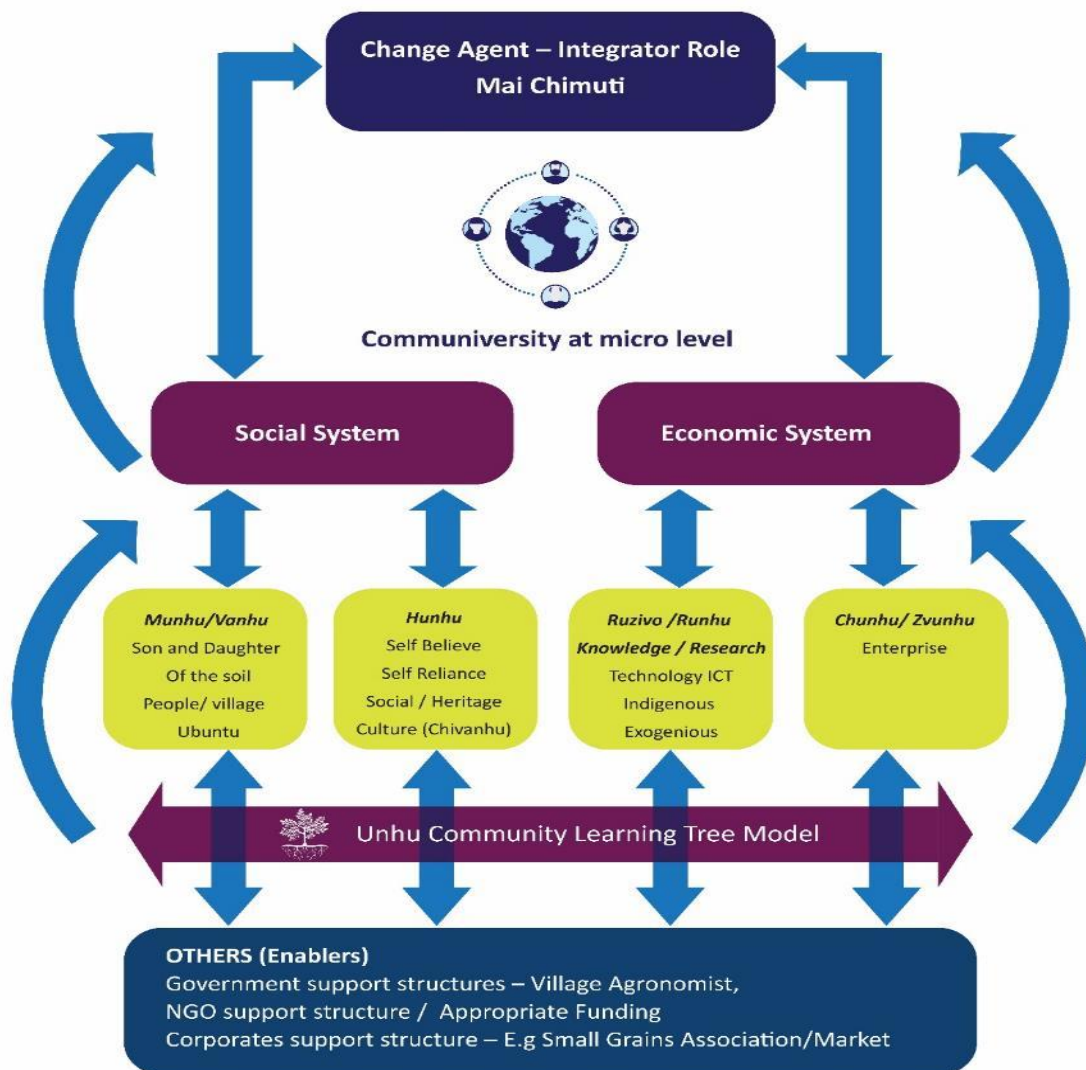 Change Agent – Integrator Role
Mai Chimuti
Communiversity at micro level
Social System
Economic System
Munhu/Vanhu
Son and Daughter
Of the soil
People/ village
Ubuntu
Hunhu
Self Believe
Self Reliance
Social / Heritage
Culture (Chivanhu)
Ruzivo /Runhu
Knowledge / Research
Technology ICT
Indigenous
Exogenious
Chunhu/ Zvunhu
Enterprise
Unhu Community Learning Tree Model
OTHERS (Enablers)
Government support structures – Village Agronomist,
NGO support structure /  Appropriate Funding
Corporates support structure – E.g Small Grains Association/Market